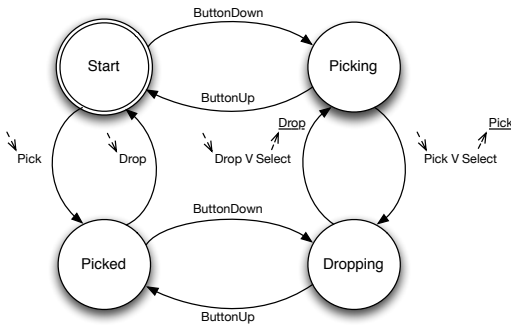 ButtonDown
Start
Picking
ButtonUp
Drop
Pick
Pick
Drop
Drop V Select
Pick V Select
ButtonDown
Picked
Dropping
ButtonUp